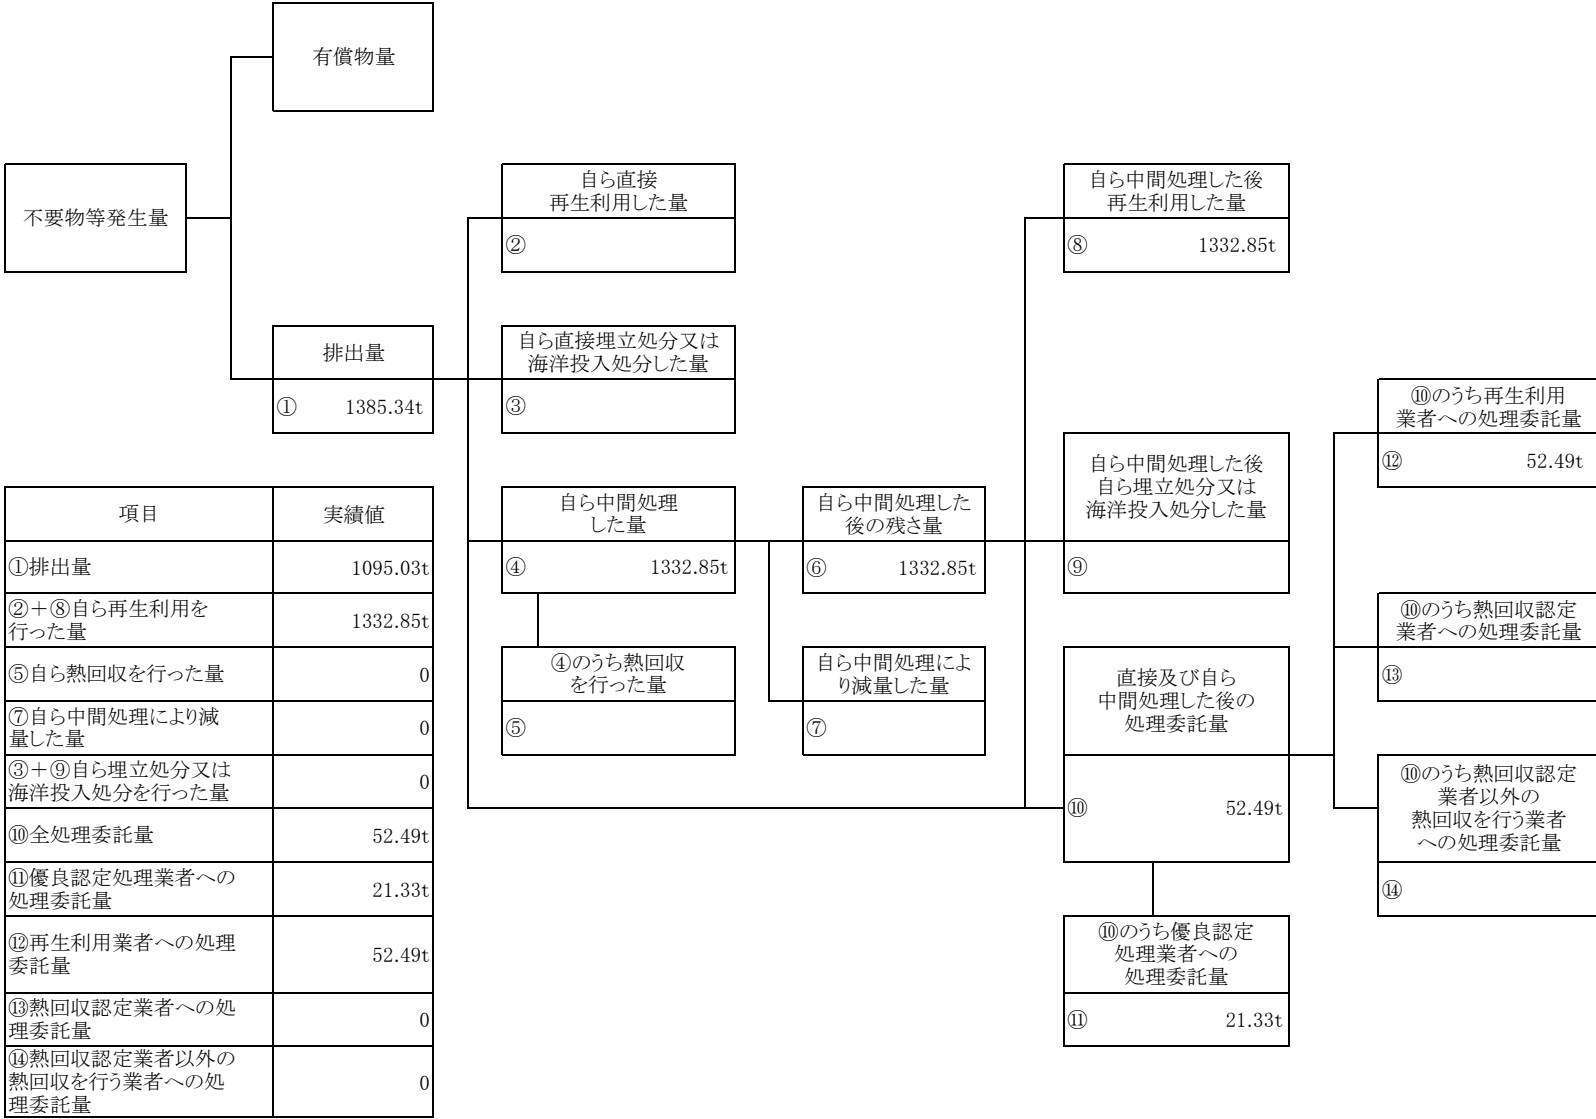 有償物量
不要物等発生量
自ら直接
再生利用した量
②
自ら中間処理した後
再生利用した量
⑧ 1332.85t
排出量
① 1385.34t
自ら直接埋立処分又は
海洋投入処分した量
③
⑩のうち再生利用
業者への処理委託量
⑫ 52.49t
自ら中間処理
した量
④ 1332.85t
自ら中間処理した
後の残さ量
⑥ 1332.85t
自ら中間処理した後
自ら埋立処分又は
海洋投入処分した量
⑨
⑩のうち熱回収認定
業者への処理委託量
⑬
④のうち熱回収
を行った量
⑤
自ら中間処理によ
り減量した量
⑦
直接及び自ら
中間処理した後の
処理委託量
⑩ 52.49t
⑩のうち熱回収認定
業者以外の
熱回収を行う業者
への処理委託量
⑭
⑩のうち優良認定
処理業者への
処理委託量
⑪ 21.33t
項目 実績値
①排出量 1095.03t
②＋⑧自ら再生利用を
行った量 1332.85t
⑤自ら熱回収を行った量 0
⑦自ら中間処理により減
量した量 0
③＋⑨自ら埋立処分又は
海洋投入処分を行った量 0
⑩全処理委託量 52.49t
⑪優良認定処理業者への
処理委託量 21.33t
⑫再生利用業者への処理
委託量 52.49t
⑬熱回収認定業者への処
理委託量 0
⑭熱回収認定業者以外の
熱回収を行う業者への処
理委託量 0